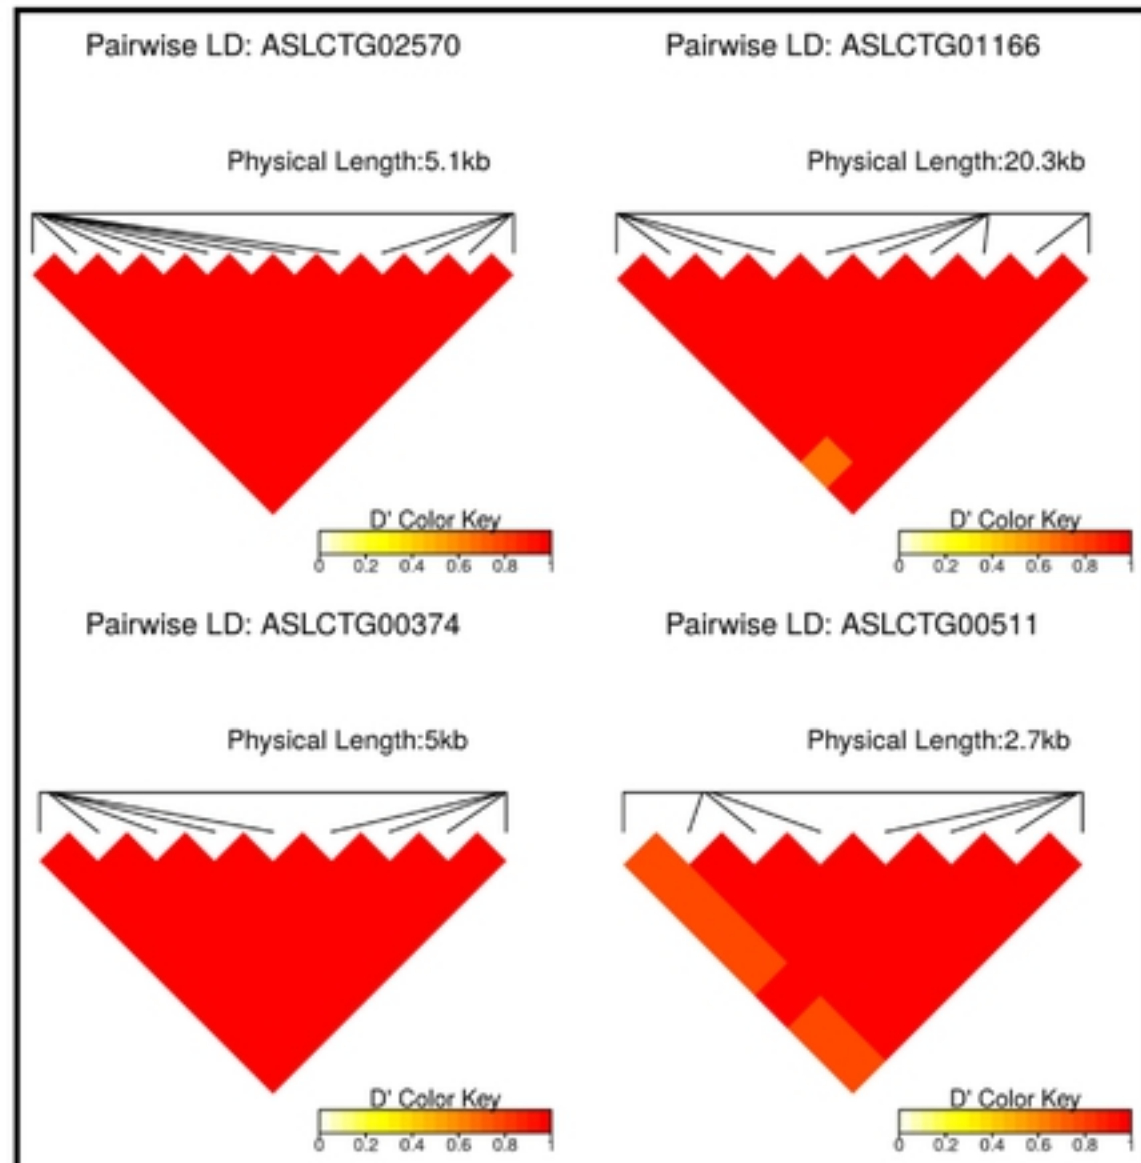 Pairwise LD: ASLCTG02570
Physical Length:5.1kb
D' Color Key
0 0.2 0.4 0.6 0.8 1
Pairwise LD: ASLCTG01166
Physical Length:20.3kb
D' Color Key
0 0.2 0.4 0.6 0.8 1
Pairwise LD: ASLCTG00374
Physical Length:5kb
D' Color Key
0 0.2 0.4 0.6 0.8 1
Pairwise LD: ASLCTG00511
Physical Length:2.7kb
D' Color Key
0 0.2 0.4 0.6 0.8 1